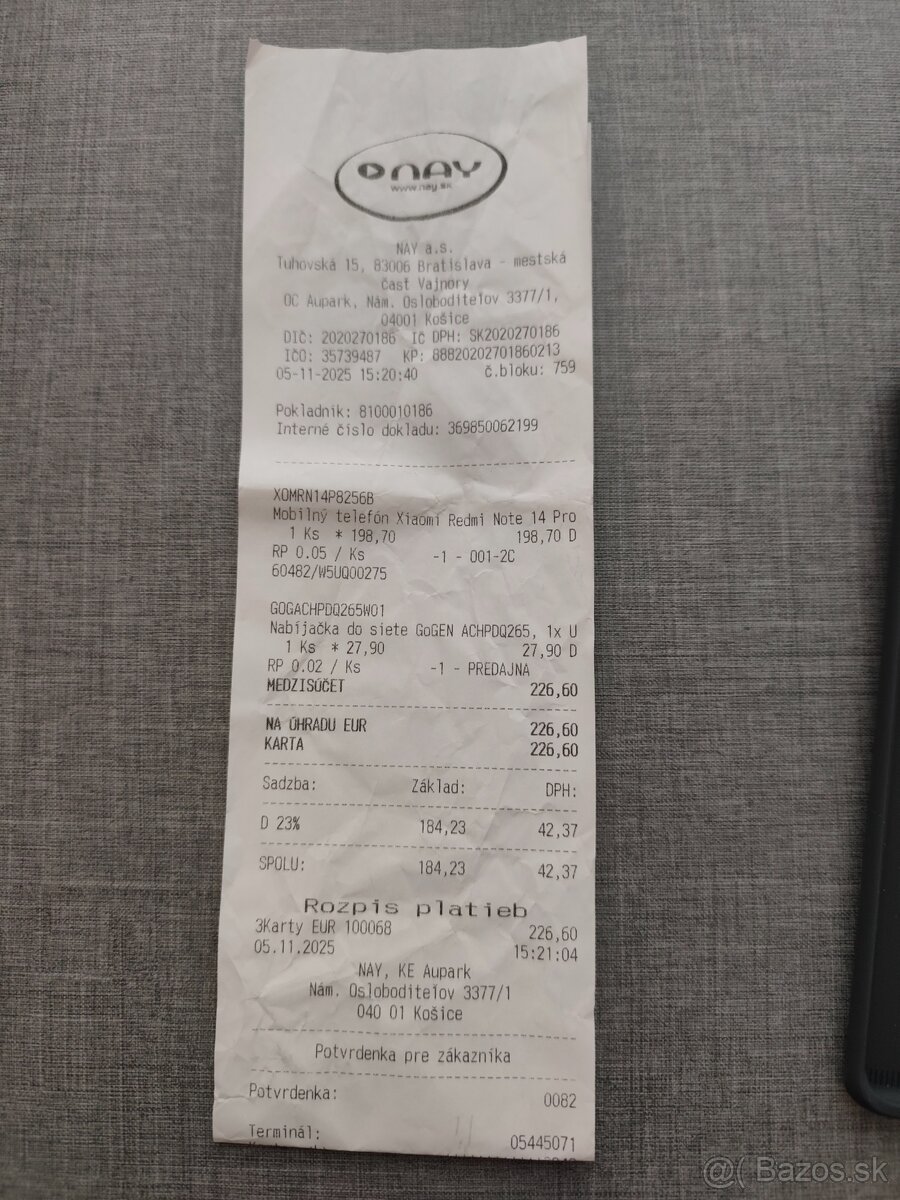 NAY
www.nay.sk
NAY a.s.
Tuhovská 15, 83006 Bratislava - mestská
časť Vajnory
OC Aupark, Nám. Osloboditeľov 3377/1,
04001 Košice
DIČ: 2020270186 IČ DPH: SK2020270186
IČO: 35739487 KP: 88820202701860213
05-11-2025 15:20:40 č.bloku: 759
Pokladník: 8100010186
Interné číslo dokladu: 369850062199
XOMRN14P8256B
Mobilný telefón Xiaomi Redmi Note 14 Pro
1 Ks * 198,70 198,70 D
RP 0.05 / Ks -1 - 001-2C
60482/W5UQ00275
GOGACHPDQ265W01
Nabíjačka do siete GoGEN ACHPDQ265, 1x U
1 Ks * 27,90 27,90 D
RP 0.02 / Ks -1 - PREDAJNA
MEDZISÚČET 226,60
NA ÚHRADU EUR 226,60
KARTA 226,60
Sadzba: Základ: DPH:
D 23% 184,23 42,37
SPOLU: 184,23 42,37
Rozpis platieb
3Karty EUR 100068 226,60
05.11.2025 15:21:04
NAY, KE Aupark
Nám. Osloboditeľov 3377/1
040 01 Košice
Potvrdenka pre zákazníka
Potvrdenka: 0082
Terminál: 05445071
@( Bazos.sk